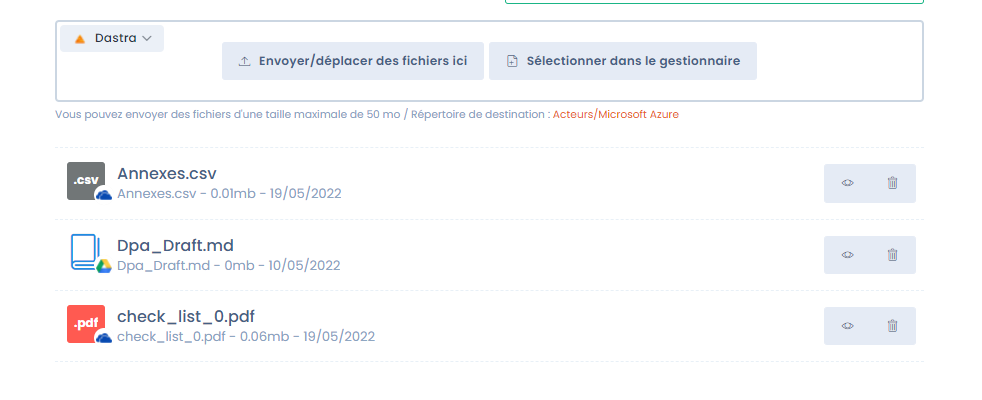 Dastra
Envoyer/déplacer des fichiers ici
Sélectionner dans le gestionnaire
Vous pouvez envoyer des fichiers d'une taille maximale de 50 mo / Répertoire de destination : Acteurs/Microsoft Azure
.csv
Annexes.csv
Annexes.csv - 0.01mb - 19/05/2022
Dpa_Draft.md
Dpa_Draft.md - 0mb - 10/05/2022
.pdf
check_list_0.pdf
check_list_0.pdf - 0.06mb - 19/05/2022